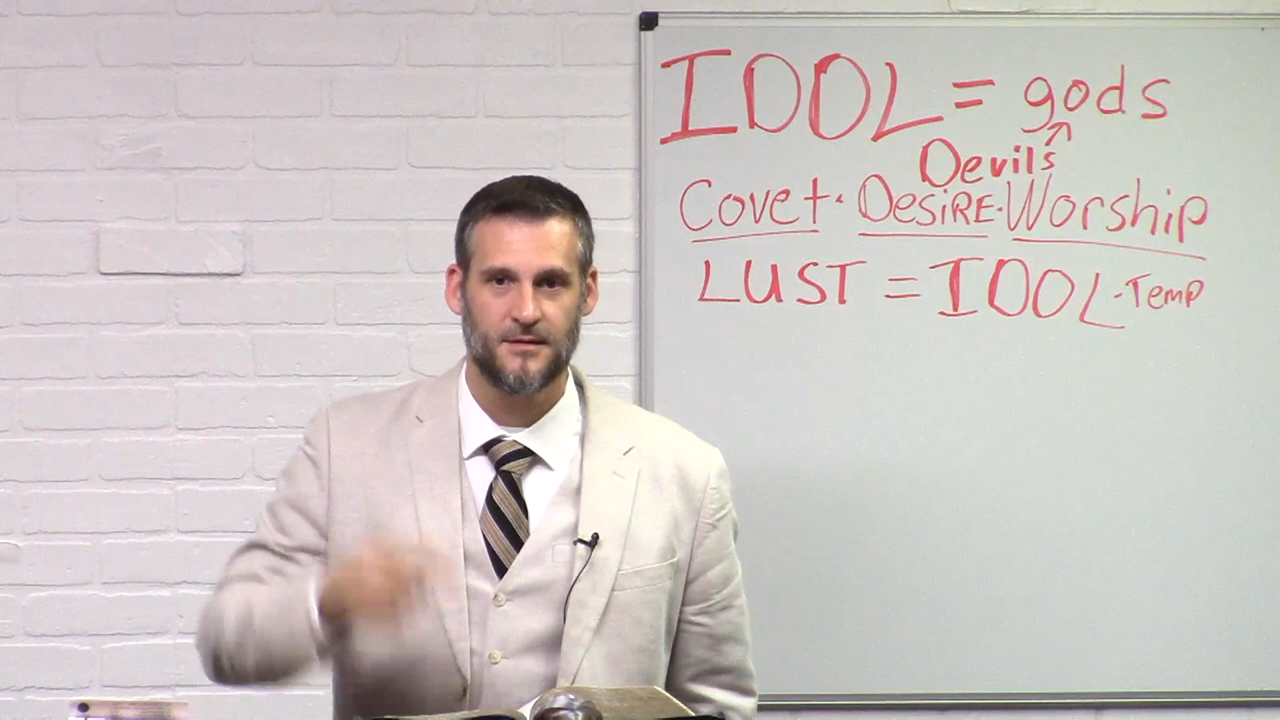 IDOL = gods
Devils
Covet · DESIRE · Worship
LUST = IDOL - Temp